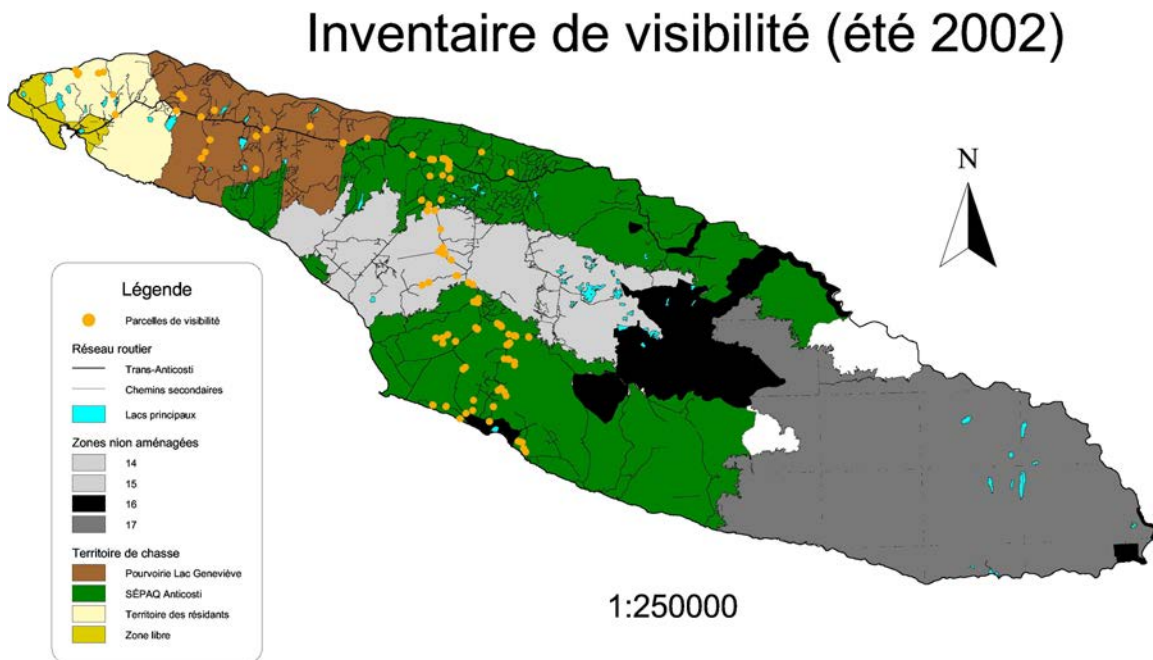 Inventaire de visibilité (été 2002)
N
Légende
Parcelles de visibilité
Réseau routier
Trans-Anticosti
Chemins secondaires
Lacs principaux
Zones nion aménagées
14
15
16
17
Territoire de chasse
Pourvoirie Lac Geneviève
SÉPAQ Anticosti
Territoire des résidants
Zone libre
1:250000